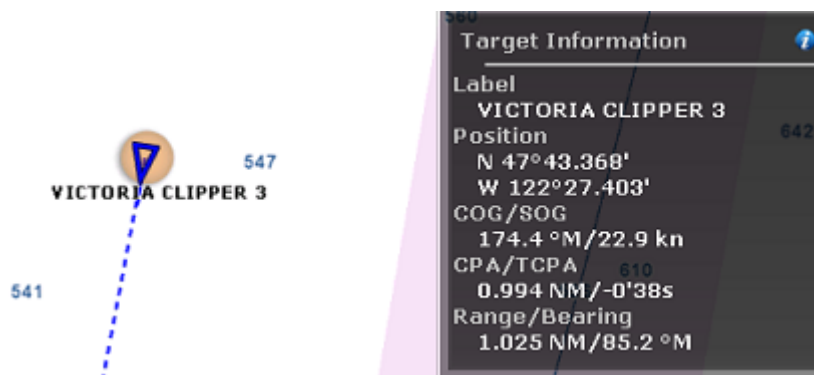 560
Target Information
Label
VICTORIA CLIPPER 3
Position
642
N 47°43.368'
547
W 122°27.403'
VICTORIA CLIPPER 3
COG/SOG
174.4 °M/22.9 kn
CPA/TCPA
610
541
0.994 NM/-0'38s
Range/Bearing
1.025 NM/85.2 °M